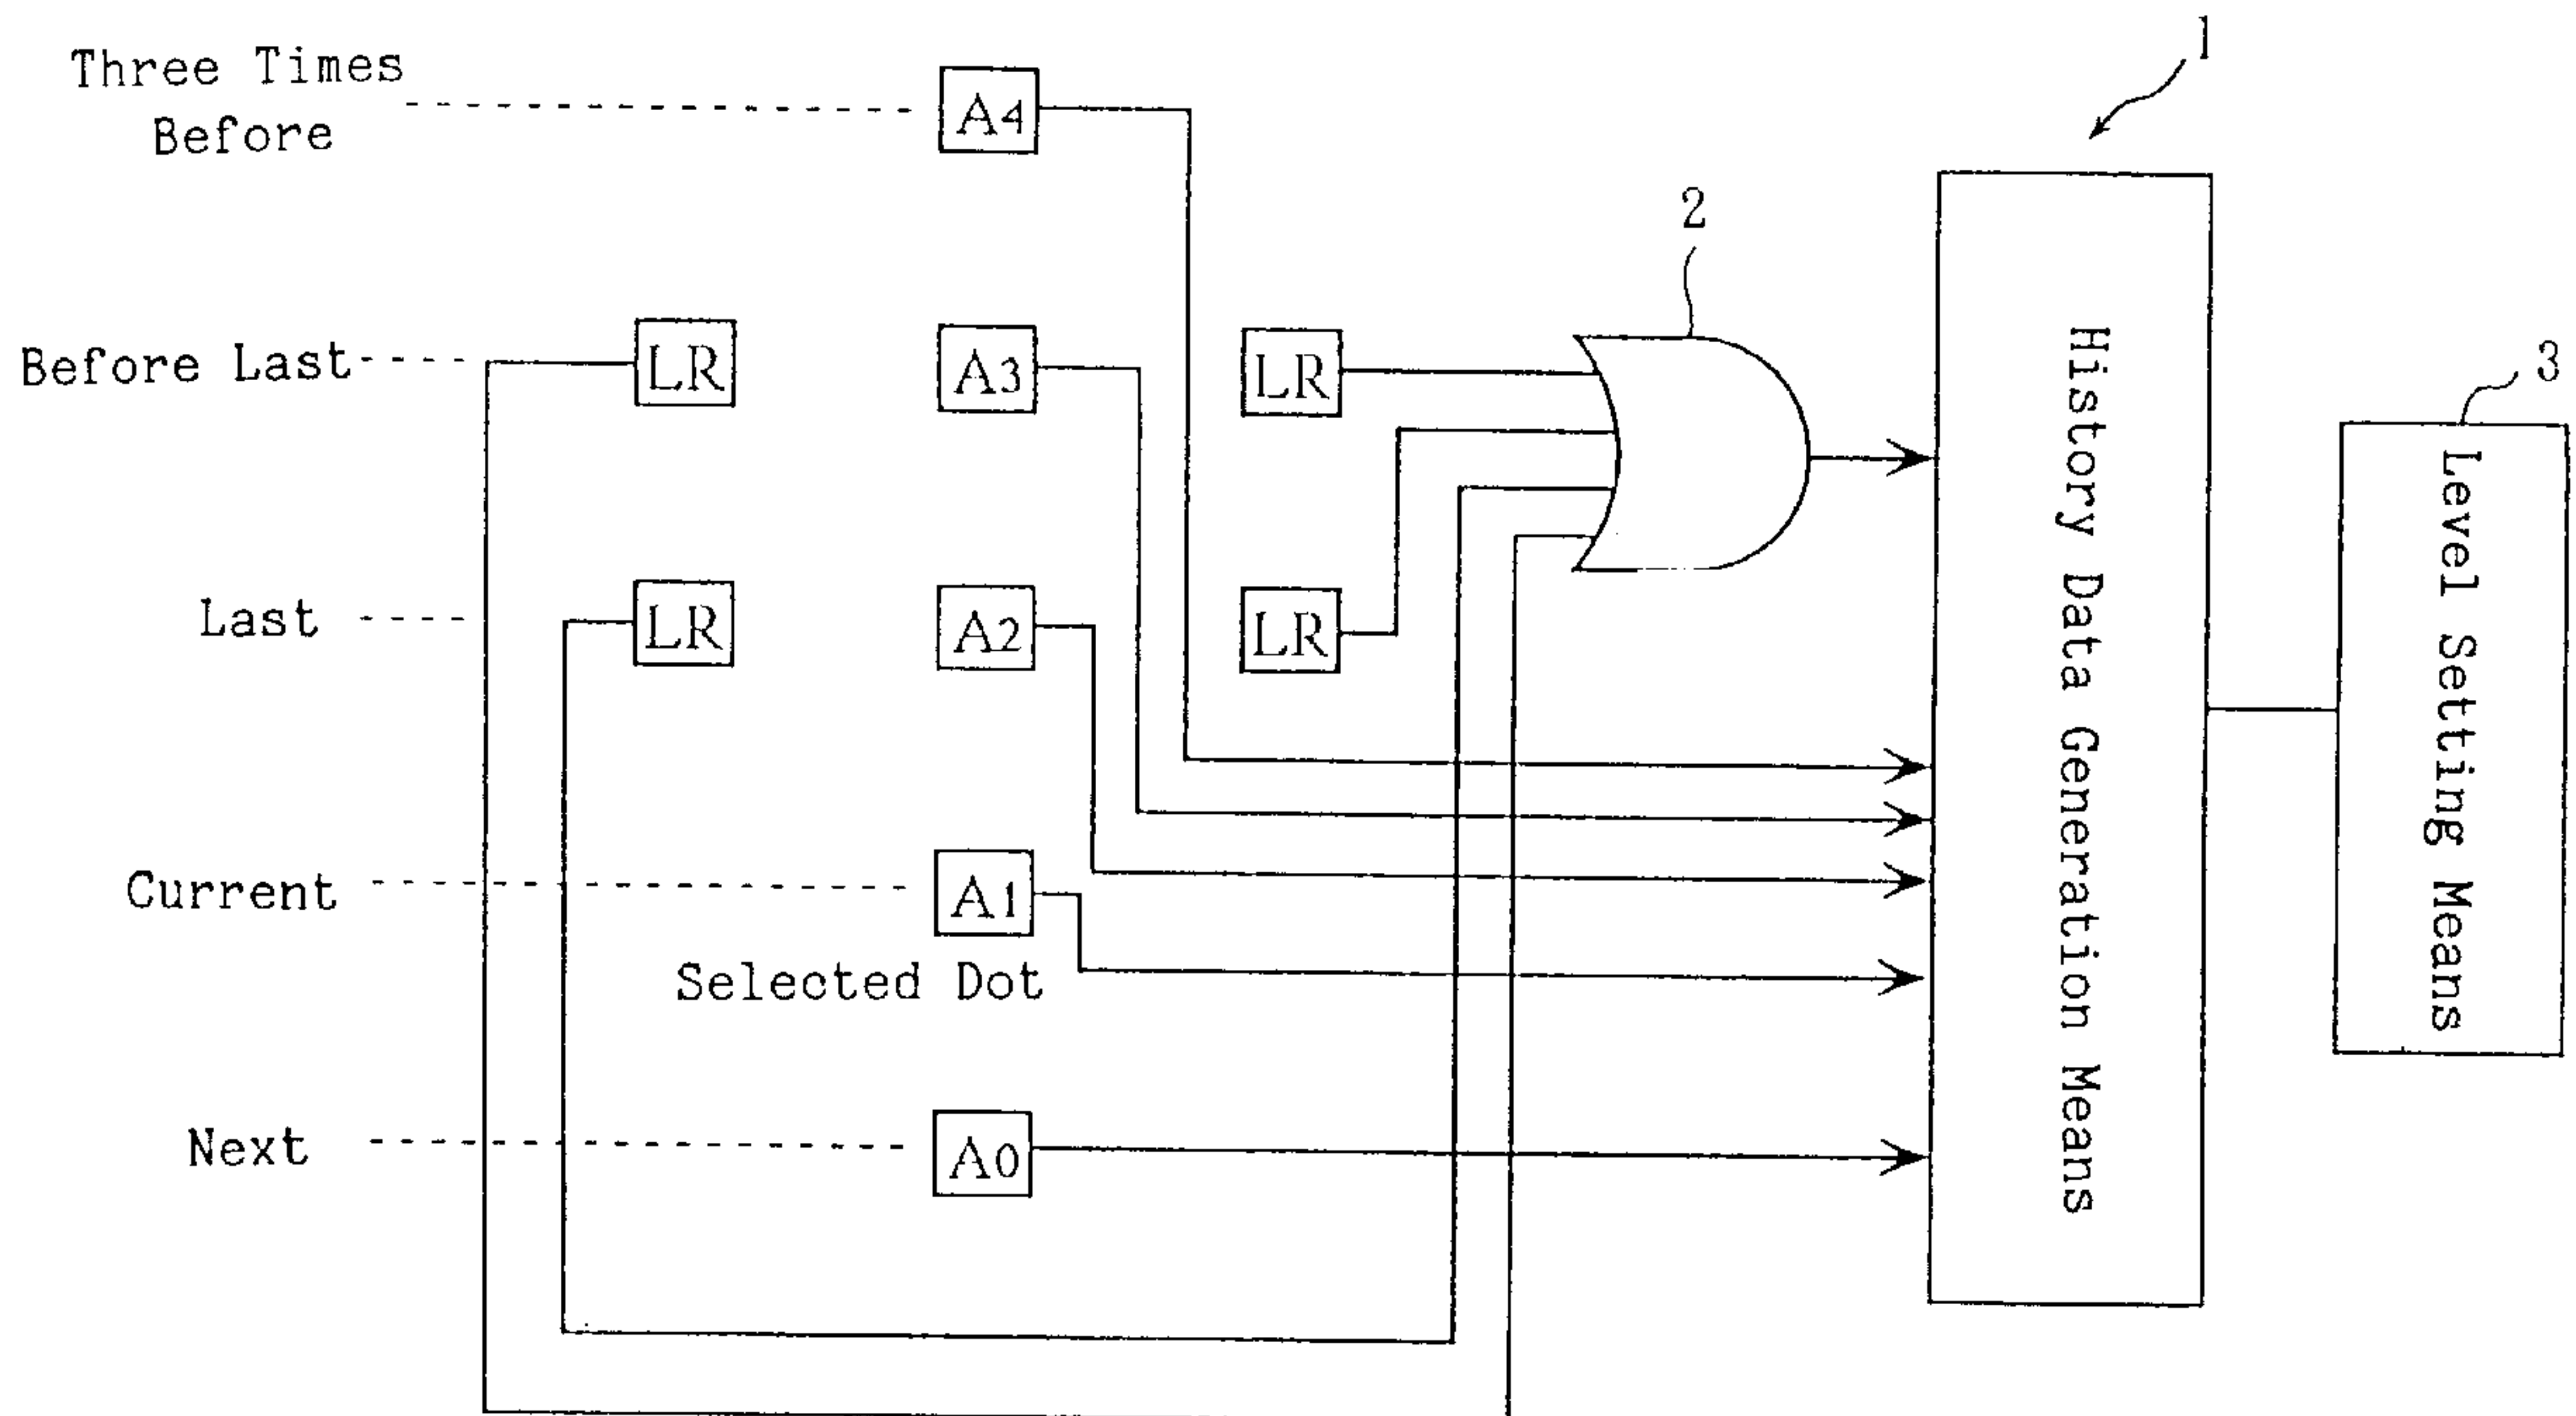 1
Three Times
Before
A4
2
Before Last
LR
A3
LR
3
Last
LR
A2
LR
Current
A1
Selected Dot
Next
A0
History Data Generation Means
Level Setting Means